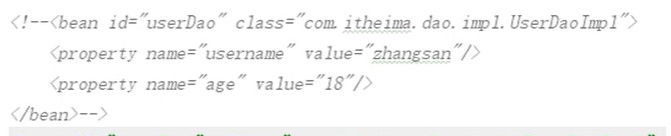 <!--<bean id="userDao" class="com.itheima.dao.impl.UserDaoImpl">
<property name="username" value="zhangsan"/>
<property name="age" value="18"/>
</bean>-->